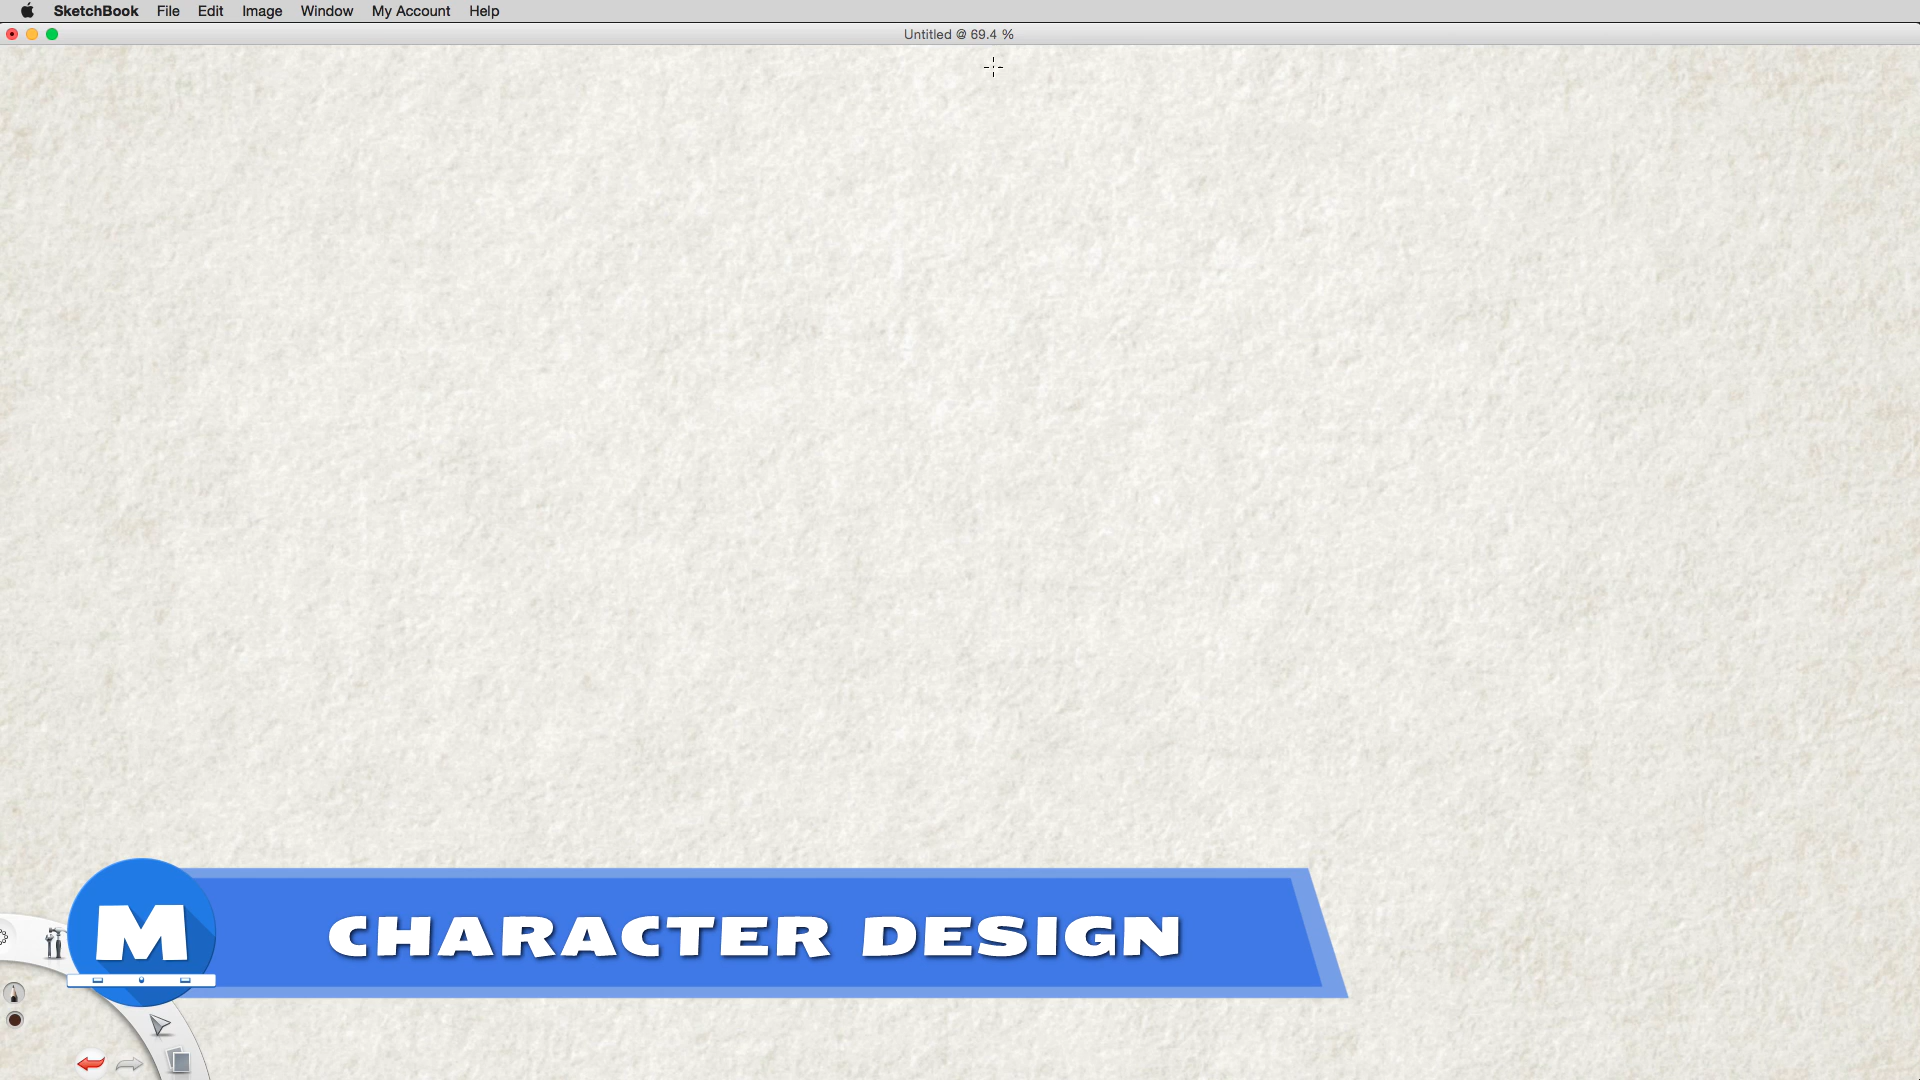 SketchBook File Edit Image Window My Account Help
Untitled @ 69.4 %
M
CHARACTER DESIGN